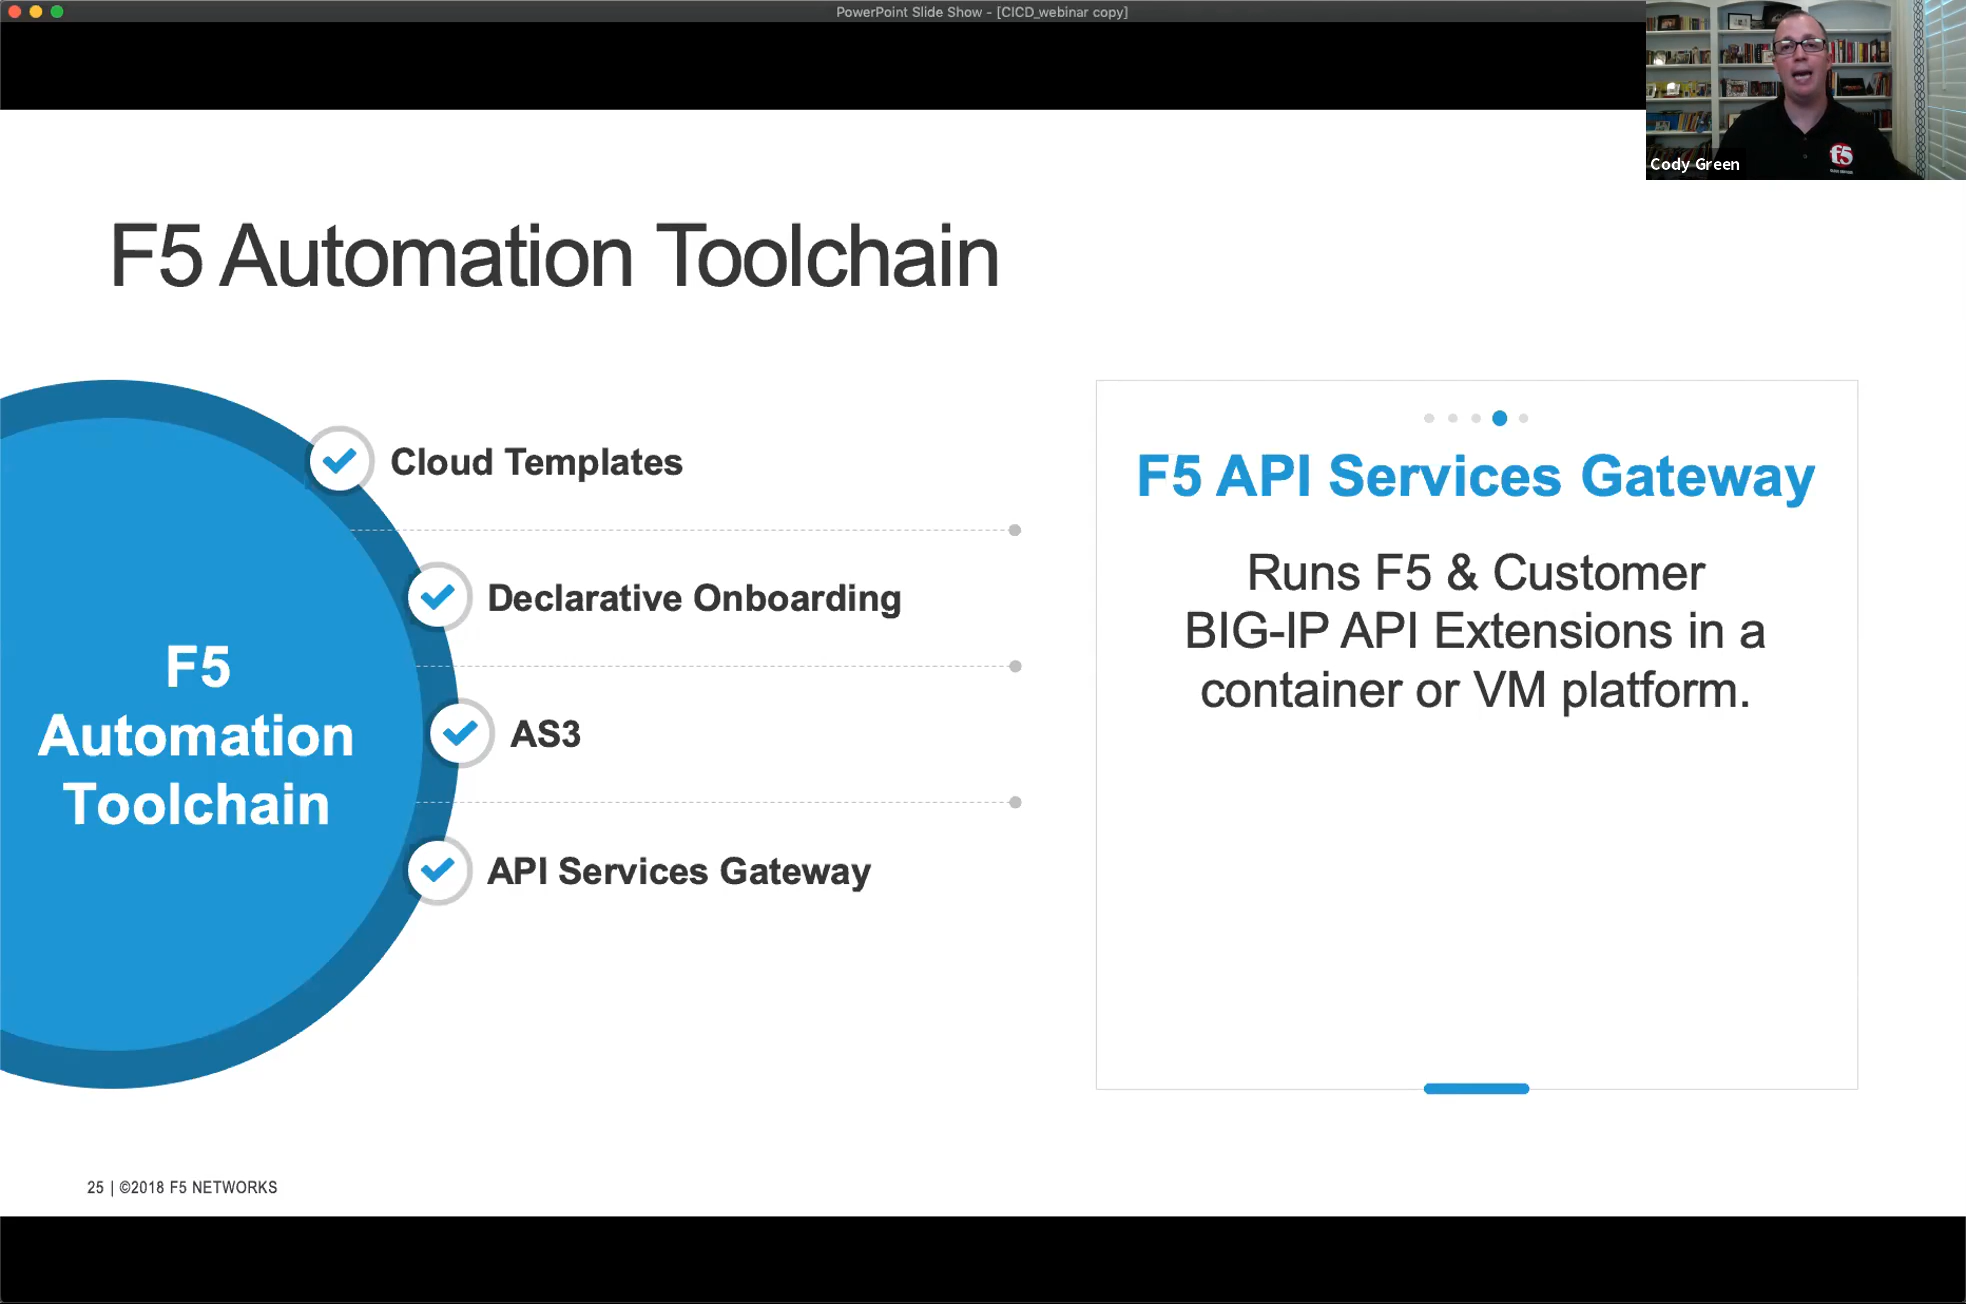 PowerPoint Slide Show - [CICD_webinar copy]
f5
Cody Green
F5 Automation Toolchain
F5
Automation
Toolchain
Cloud Templates
Declarative Onboarding
AS3
API Services Gateway
F5 API Services Gateway
Runs F5 & Customer
BIG-IP API Extensions in a
container or VM platform.
25 | ©2018 F5 NETWORKS